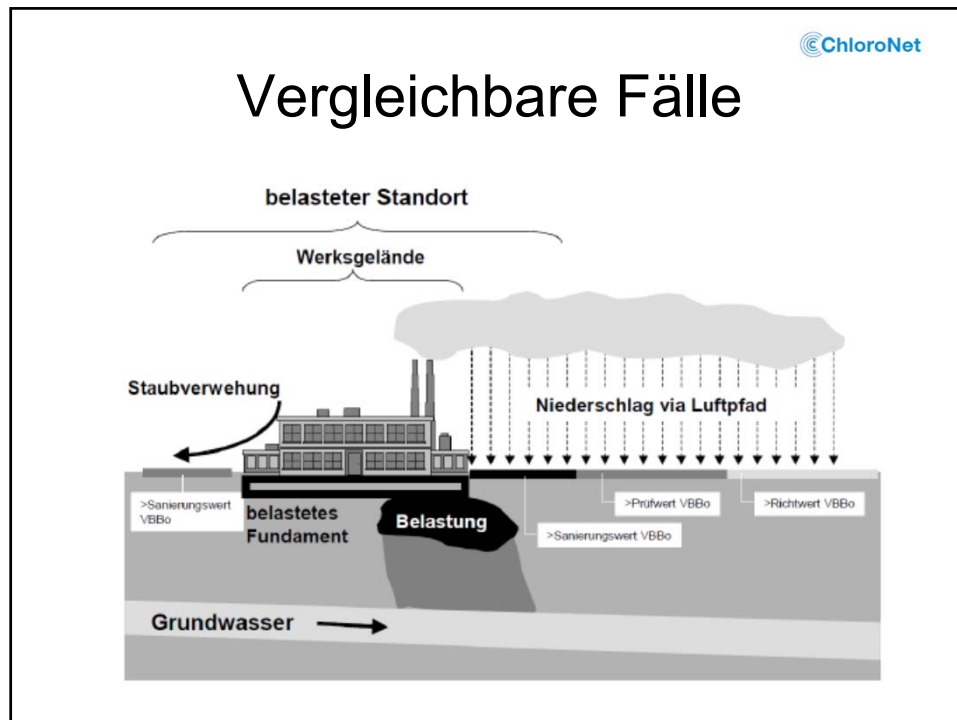 ChloroNet
Vergleichbare Fälle
belasteter Standort
Werksgelände
Staubverwehung
Niederschlag via Luftpfad
>Sanierungswert
VBBo
belastetes
Fundament
Belastung
>Sanierungswert VBBo
>Prüfwert VBBo
>Richtwert VBBo
Grundwasser